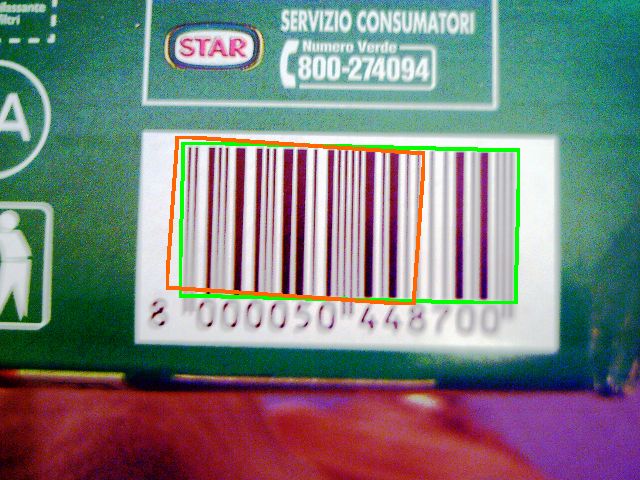 SERVIZIO CONSUMATORI
STAR
Numero Verde
800-274094
A
8 000050 448700